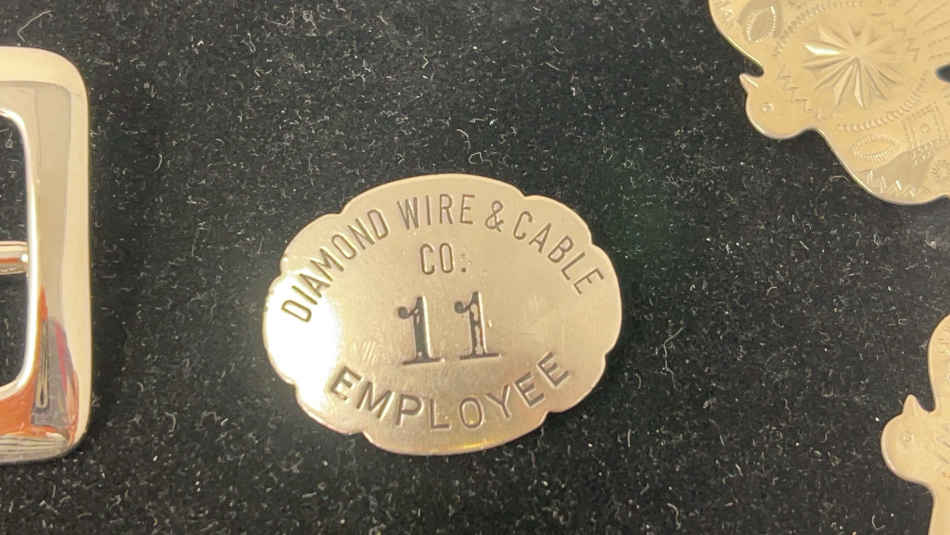 DIAMOND WIRE & CABLE
CO:
11
EMPLOYEE